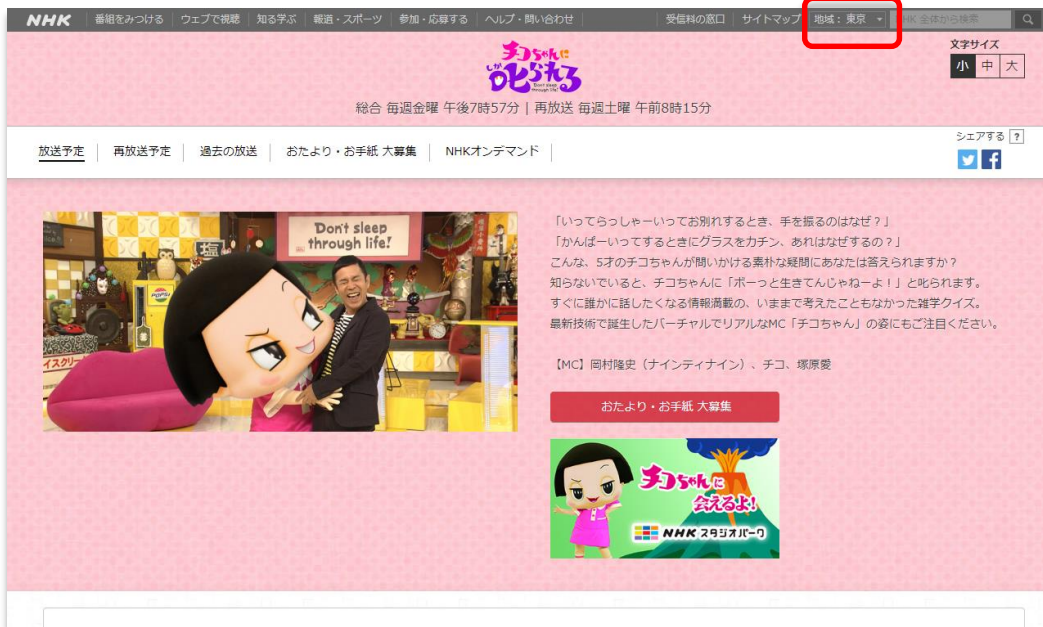 NHK 番組をみつける ウェブで視聴 知る学ぶ 報道・スポーツ 参加・応募する ヘルプ・問い合わせ 受信料の窓口 サイトマップ 地域：東京 NHK 全体から検索
チコちゃんに
叱られる
しか
Don't sleep
through life!
文字サイズ
小 中 大
総合 毎週金曜 午後7時57分 | 再放送 毎週土曜 午前8時15分
放送予定 再放送予定 過去の放送 おたより・お手紙 大募集 NHKオンデマンド
シェアする ?
Don't sleep
through life!
塩
POPSI
「いってらっしゃーいってお別れするとき、手を振るのはなぜ？」
「かんぱーいってするときにグラスをカチン、あれはなぜするの？」
こんな、5才のチコちゃんが問いかける素朴な疑問にあなたは答えられますか？
知らないでいると、チコちゃんに「ボーっと生きてんじゃねーよ！」と叱られます。
すぐに誰かに話したくなる情報満載の、いままで考えたこともなかった雑学クイズ。
最新技術で誕生したバーチャルでリアルなMC「チコちゃん」の姿にもご注目ください。
【MC】岡村隆史（ナインティナイン）、チコ、塚原愛
おたより・お手紙 大募集
チコちゃんに
会えるよ!
NHK スタジオパーク